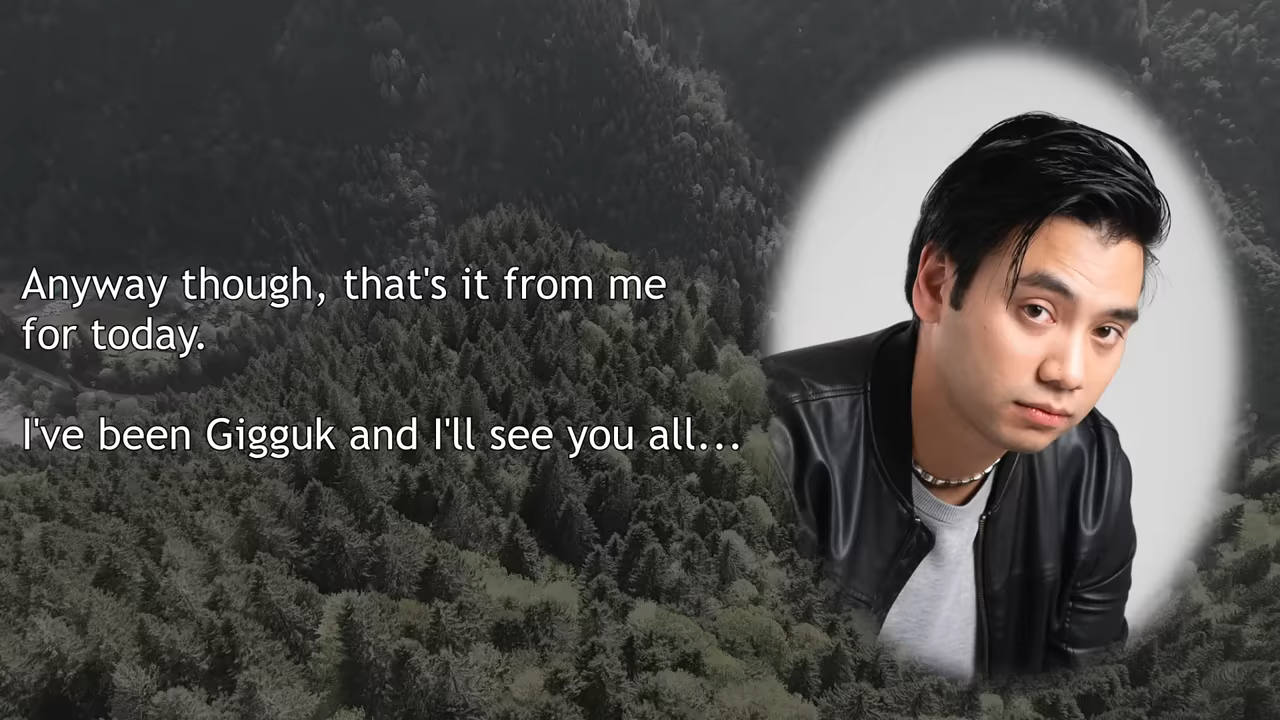 Anyway though, that's it from me
for today.
I've been Gigguk and I'll see you all...